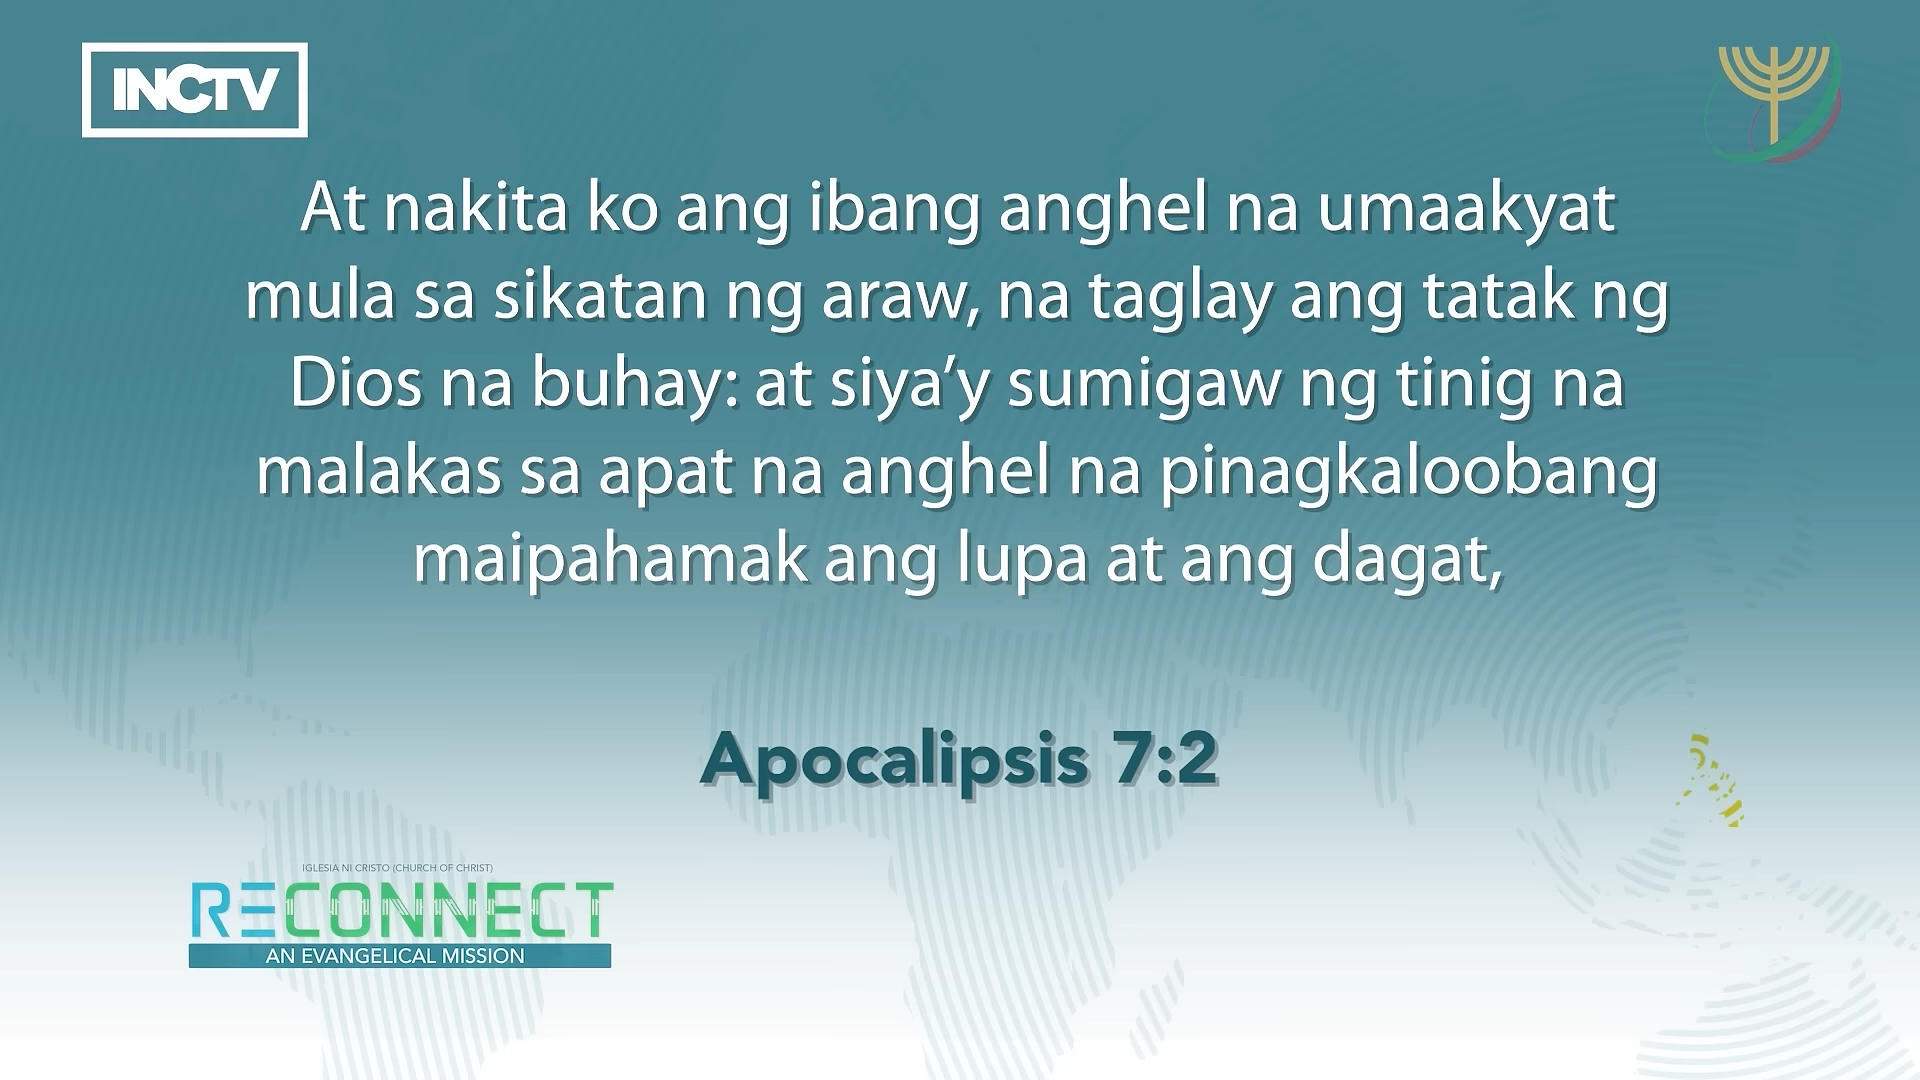 INCTV
At nakita ko ang ibang anghel na umaakyat
mula sa sikatan ng araw, na taglay ang tatak ng
Dios na buhay: at siya’y sumigaw ng tinig na
malakas sa apat na anghel na pinagkaloobang
maipahamak ang lupa at ang dagat,
Apocalipsis 7:2
IGLESIA NI CRISTO (CHURCH OF CHRIST)
RECONNECT
AN EVANGELICAL MISSION